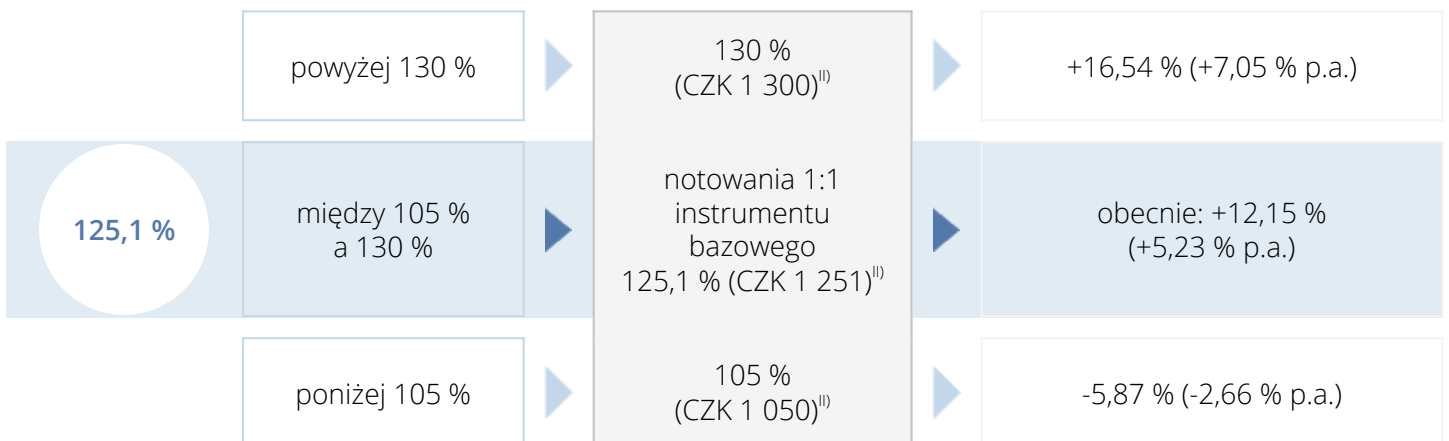 powyżej 130 %
130 %
(CZK 1 300)II)
+16,54 % (+7,05 % p.a.)
125,1 %
między 105 %
a 130 %
notowania 1:1
instrumentu
bazowego
125,1 % (CZK 1 251)II)
obecnie: +12,15 %
(+5,23 % p.a.)
poniżej 105 %
105 %
(CZK 1 050)II)
-5,87 % (-2,66 % p.a.)